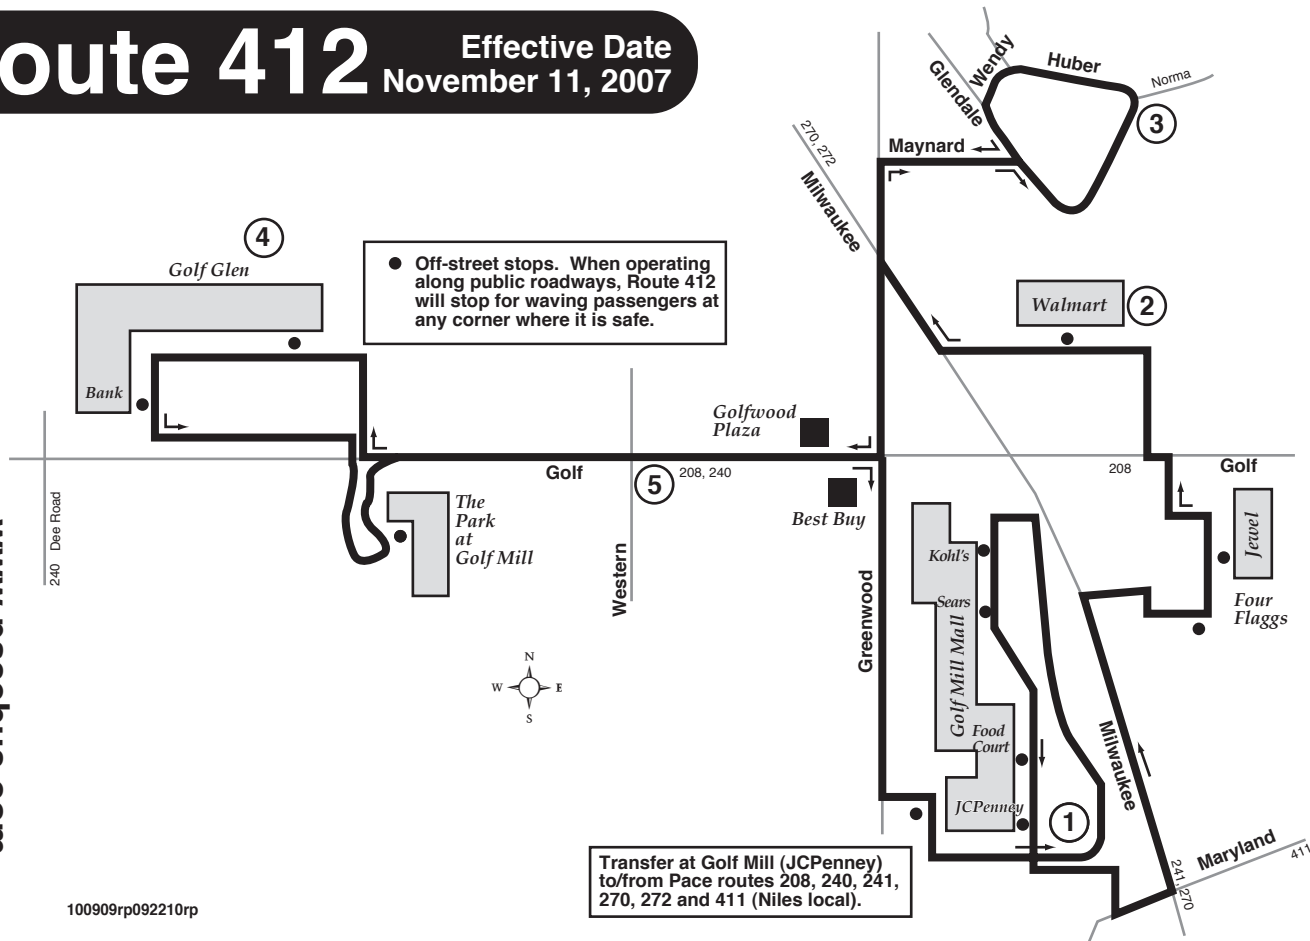 oute 412
Effective Date
November 11, 2007
Wendy
Huber
Norma
Glendale
3
270, 272
Maynard
Milwaukee
4
Golf Glen
Off-street stops. When operating
along public roadways, Route 412
will stop for waving passengers at
any corner where it is safe.
Walmart
2
Bank
Golfwood
Plaza
Golf
5
208, 240
208
Golf
240 Dee Road
The
Park
at
Golf Mill
Best Buy
Jewel
Western
Kohl's
Sears
Four
Flaggs
Greenwood
Golf Mill Mall
N
W
E
S
Food
Court
Milwaukee
JCPenney
1
Transfer at Golf Mill (JCPenney)
to/from Pace routes 208, 240, 241,
270, 272 and 411 (Niles local).
Maryland
411
241, 270
100909rp092210rp